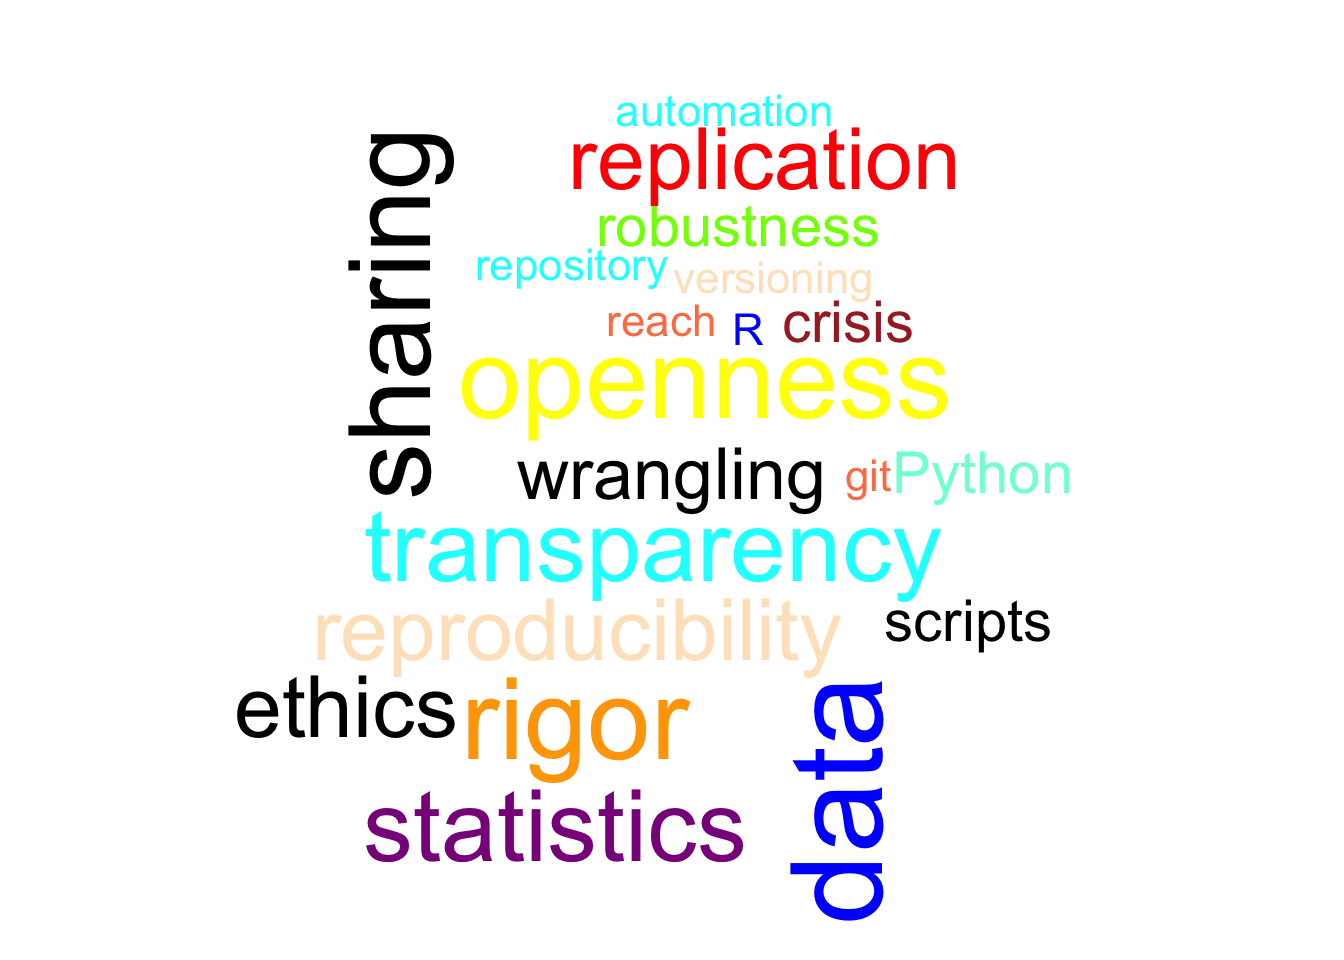 automation
replication
sharing
robustness
repository
versioning
reach
R
crisis
openness
wrangling
git
Python
transparency
reproducibility
scripts
ethics
rigor
data
statistics